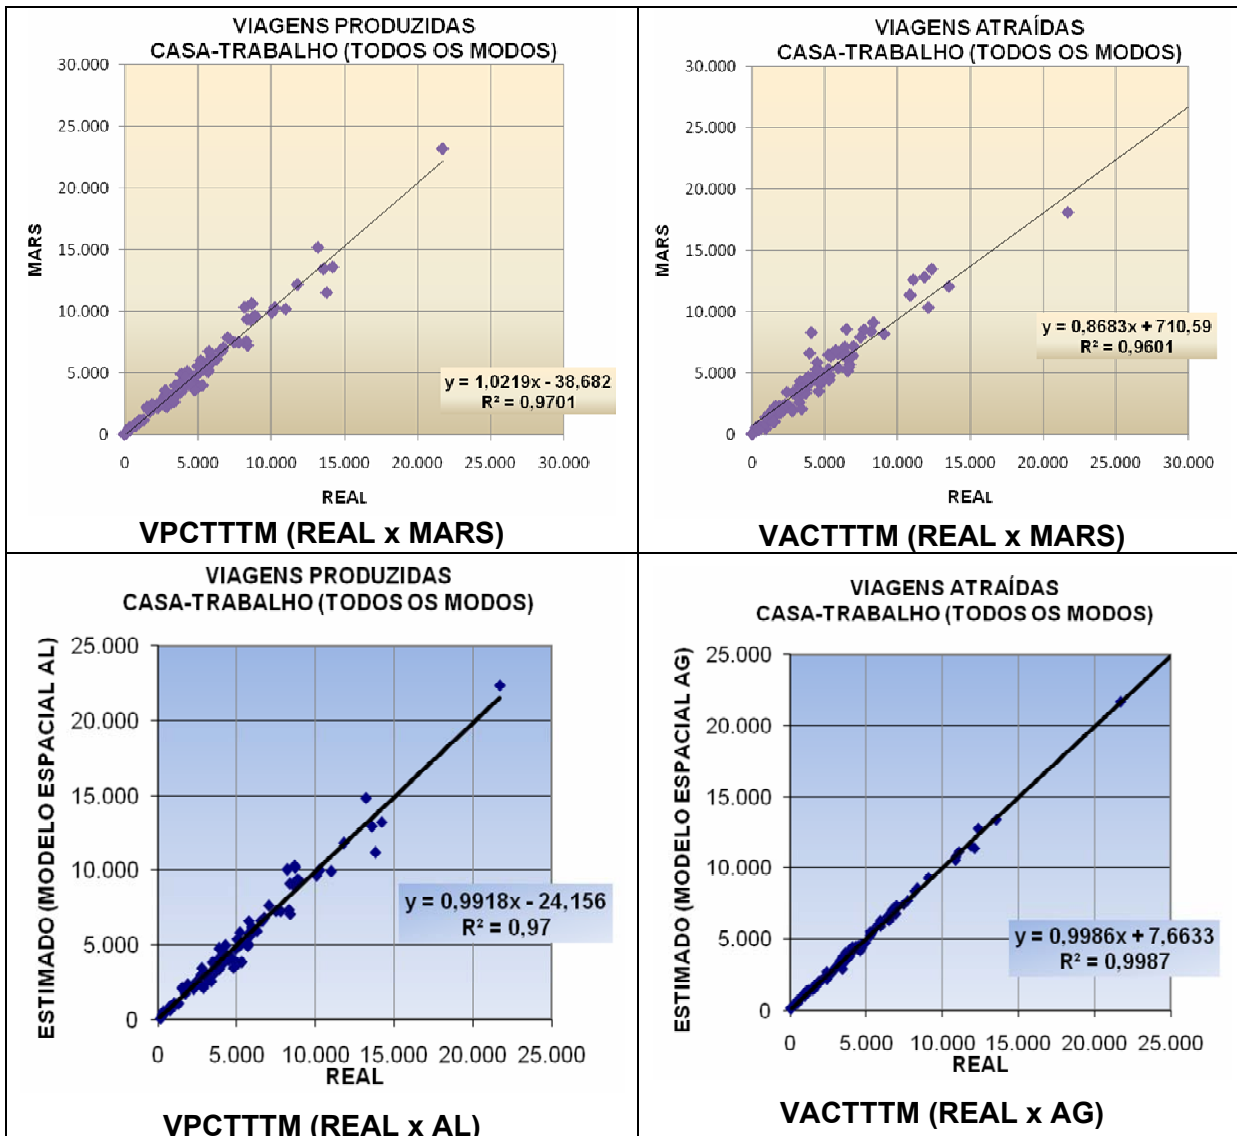 VIAGENS PRODUZIDAS
CASA-TRABALHO (TODOS OS MODOS)
30.000
25.000
20.000
15.000
10.000
5.000
0
MARS
y = 1,0219x - 38,682
R² = 0,9701
0 5.000 10.000 15.000 20.000 25.000 30.000
REAL
VPCTTTM (REAL x MARS)
VIAGENS ATRAÍDAS
CASA-TRABALHO (TODOS OS MODOS)
30.000
25.000
20.000
15.000
10.000
5.000
0
MARS
y = 0,8683x + 710,59
R² = 0,9601
0 5.000 10.000 15.000 20.000 25.000 30.000
REAL
VACTTTM (REAL x MARS)
VIAGENS PRODUZIDAS
CASA-TRABALHO (TODOS OS MODOS)
25.000
20.000
15.000
10.000
5.000
0
ESTIMADO (MODELO ESPACIAL AL)
y = 0,9918x - 24,156
R² = 0,97
0 5.000 10.000 15.000 20.000 25.000
REAL
VPCTTTM (REAL x AL)
VIAGENS ATRAÍDAS
CASA-TRABALHO (TODOS OS MODOS)
25.000
20.000
15.000
10.000
5.000
0
ESTIMADO (MODELO ESPACIAL AG)
y = 0,9986x + 7,6633
R² = 0,9987
0 5.000 10.000 15.000 20.000 25.000
REAL
VACTTTM (REAL x AG)